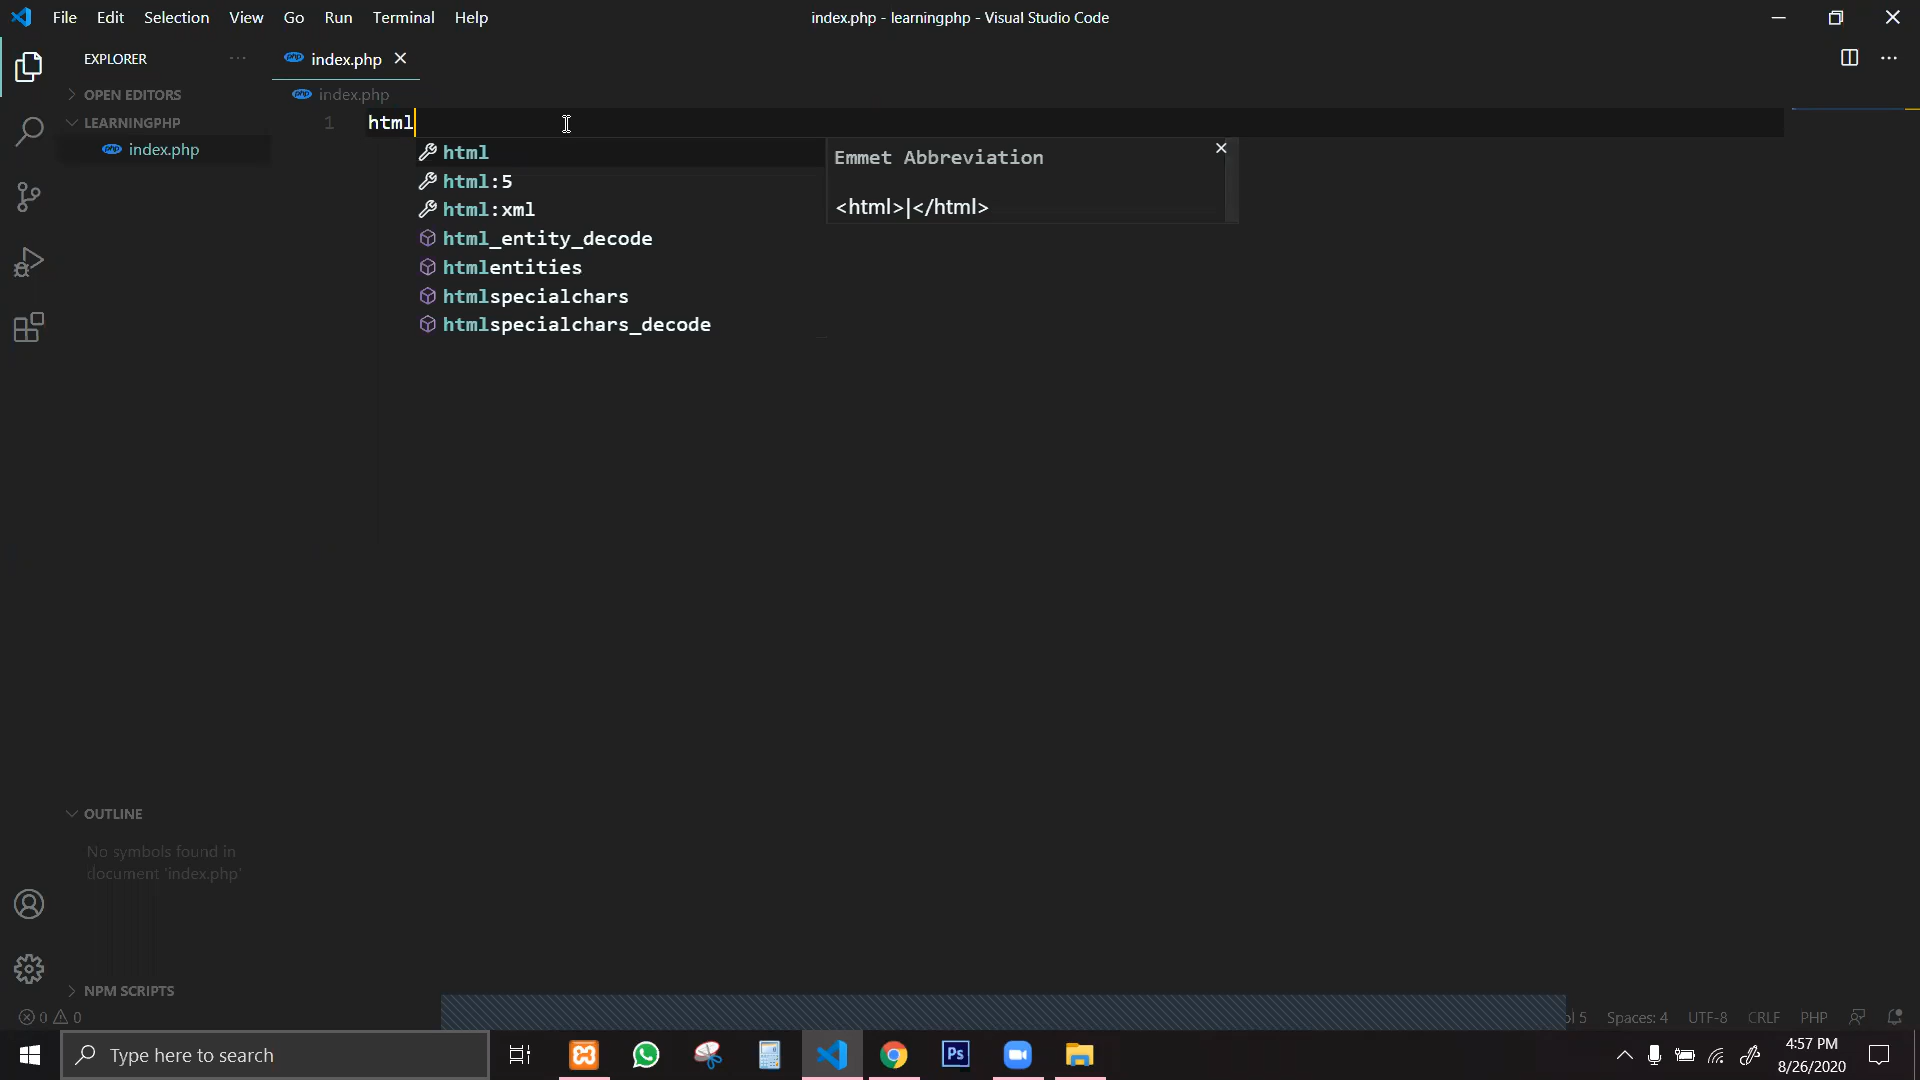 File Edit Selection View Go Run Terminal Help
index.php - learningphp - Visual Studio Code
EXPLORER
index.php
OPEN EDITORS
index.php
LEARNINGPHP
index.php
1 html
html
html:5
html:xml
html_entity_decode
htmlentities
htmlspecialchars
htmlspecialchars_decode
Emmet Abbreviation
<html>|</html>
OUTLINE
No symbols found in
document 'index.php'
NPM SCRIPTS
0 0
5 Spaces: 4 UTF-8 CRLF PHP
Type here to search
Ps
4:57 PM
8/26/2020